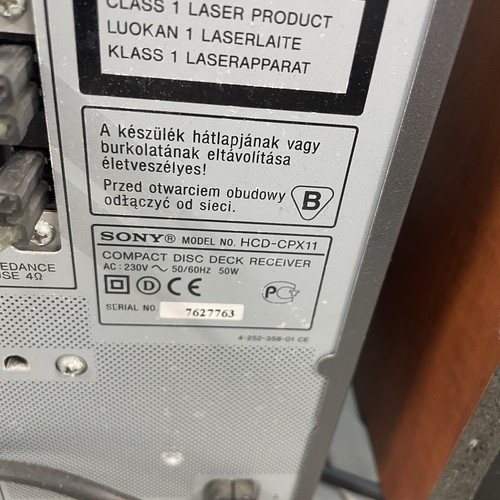 CLASS 1 LASER PRODUCT
LUOKAN 1 LASERLAITE
KLASS 1 LASERAPPARAT
A készülék hátlapjának vagy
burkolatának eltávolítása
életveszélyes!
Przed otwarciem obudowy
odłączyć od sieci.
B
SONY® MODEL NO. HCD-CPX11
COMPACT DISC DECK RECEIVER
AC : 230V ~ 50/60HZ 50W
D CE
PCT
SERIAL NO. 7627763
4-252-358-01 CE
EDANCE
SE 4Ω